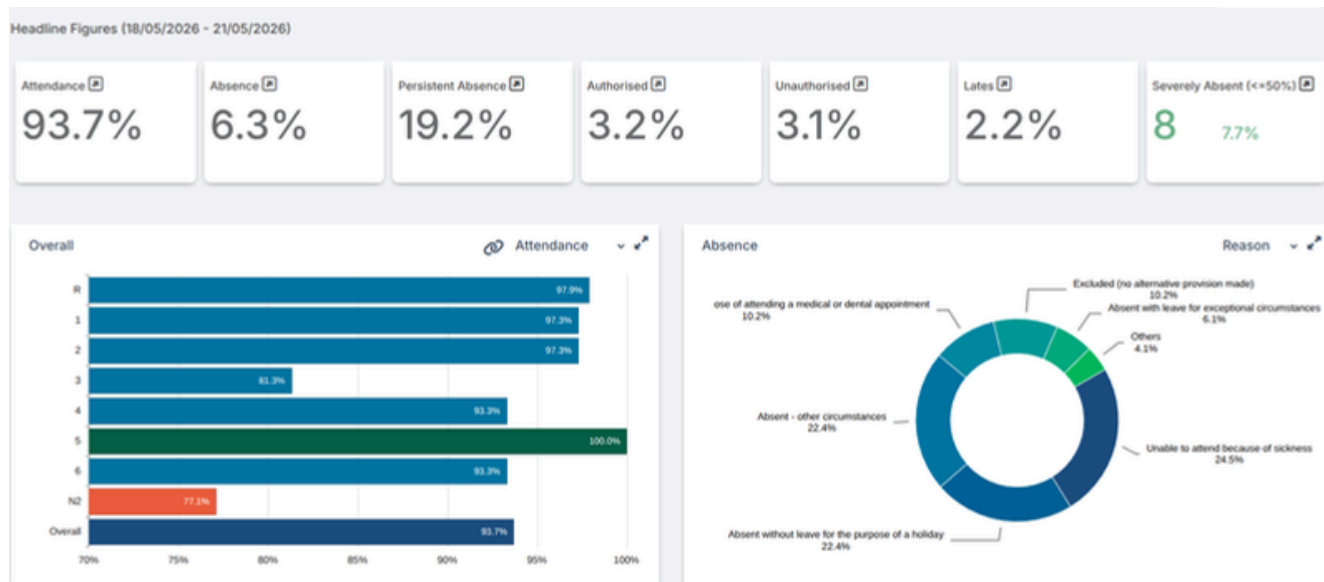 Headline Figures (18/05/2026 - 21/05/2026)
Attendance
93.7%
Absence
6.3%
Persistent Absence
19.2%
Authorised
3.2%
Unauthorised
3.1%
Lates
2.2%
Severely Absent (<=50%)
8 7.7%
Overall
Attendance
R 97.9%
1 97.3%
2 97.3%
3 81.3%
4 93.3%
5 100.0%
6 93.3%
N2 77.1%
Overall 93.7%
70% 75% 80% 85% 90% 95% 100%
Absence
Reason
Excluded (no alternative provision made)
10.2%
ose of attending a medical or dental appointment
10.2%
Absent with leave for exceptional circumstances
6.1%
Others
4.1%
Absent - other circumstances
22.4%
Unable to attend because of sickness
24.5%
Absent without leave for the purpose of a holiday
22.4%